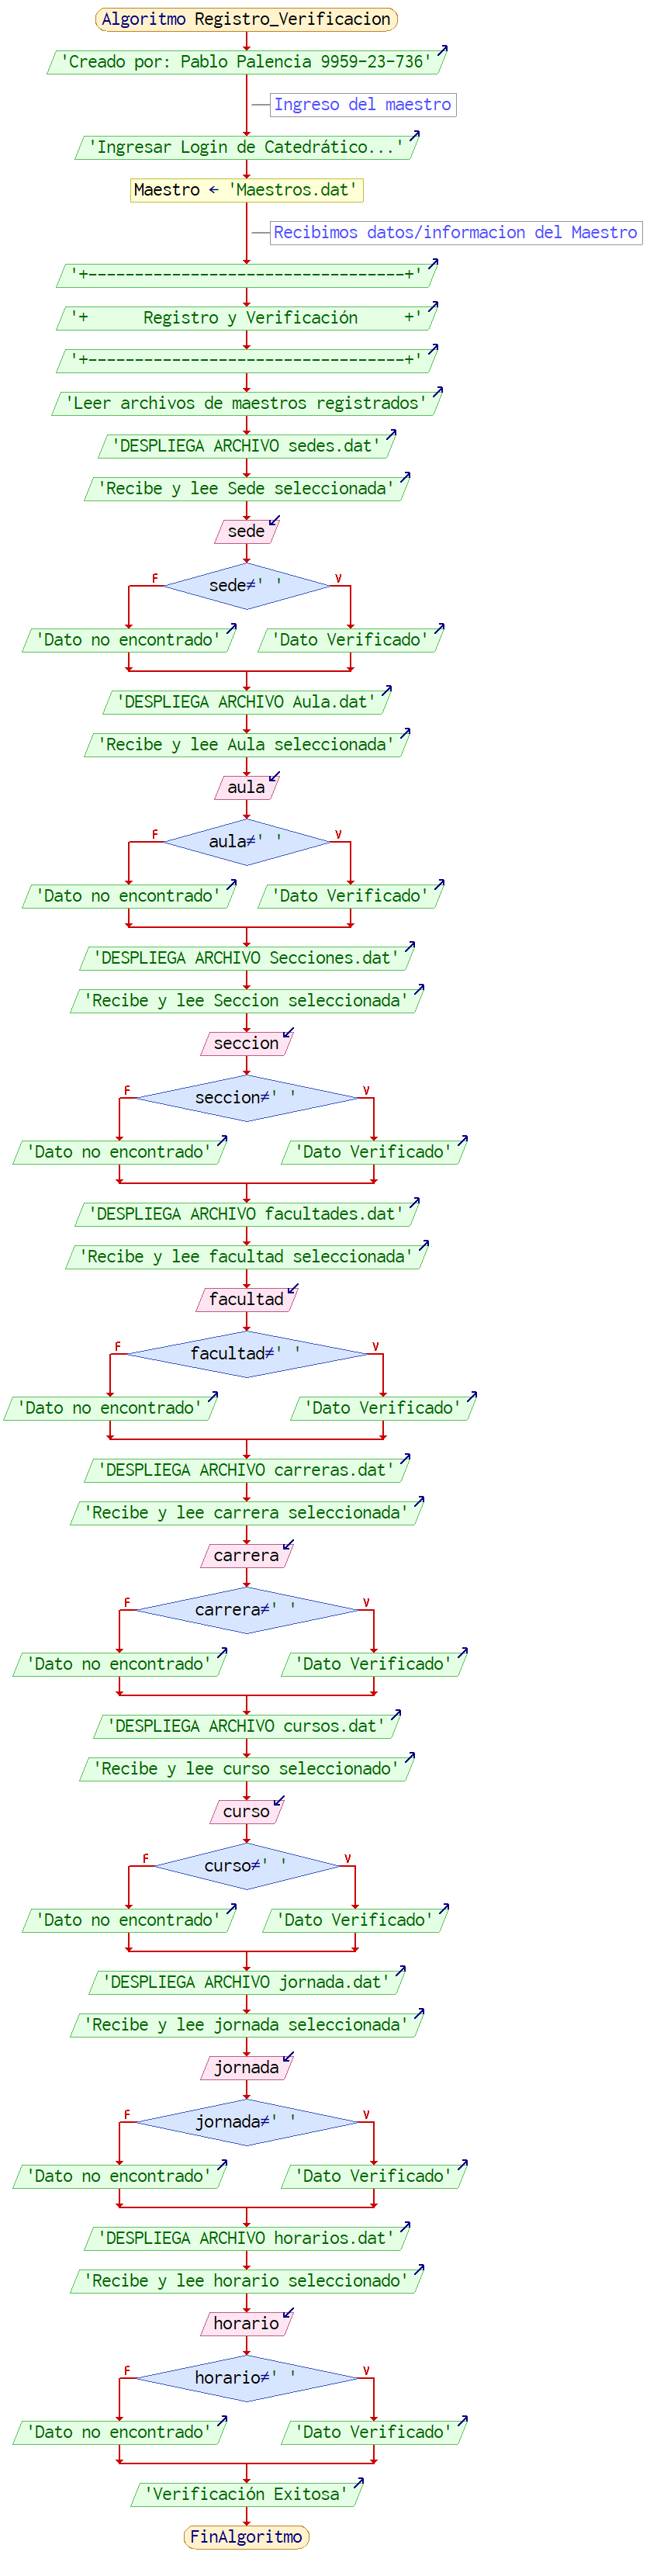 Algoritmo Registro_Verificacion
'Creado por: Pablo Palencia 9959-23-736'
Ingreso del maestro
'Ingresar Login de Catedrático...'
Maestro ← 'Maestros.dat'
Recibimos datos/informacion del Maestro
'+----------------------------------+'
'+      Registro y Verificación     +'
'+----------------------------------+'
'Leer archivos de maestros registrados'
'DESPLIEGA ARCHIVO sedes.dat'
'Recibe y lee Sede seleccionada'
sede
sede≠' '
F V
'Dato no encontrado' 'Dato Verificado'
'DESPLIEGA ARCHIVO Aula.dat'
'Recibe y lee Aula seleccionada'
aula
aula≠' '
F V
'Dato no encontrado' 'Dato Verificado'
'DESPLIEGA ARCHIVO Secciones.dat'
'Recibe y lee Seccion seleccionada'
seccion
seccion≠' '
F V
'Dato no encontrado' 'Dato Verificado'
'DESPLIEGA ARCHIVO facultades.dat'
'Recibe y lee facultad seleccionada'
facultad
facultad≠' '
F V
'Dato no encontrado' 'Dato Verificado'
'DESPLIEGA ARCHIVO carreras.dat'
'Recibe y lee carrera seleccionada'
carrera
carrera≠' '
F V
'Dato no encontrado' 'Dato Verificado'
'DESPLIEGA ARCHIVO cursos.dat'
'Recibe y lee curso seleccionado'
curso
curso≠' '
F V
'Dato no encontrado' 'Dato Verificado'
'DESPLIEGA ARCHIVO jornada.dat'
'Recibe y lee jornada seleccionada'
jornada
jornada≠' '
F V
'Dato no encontrado' 'Dato Verificado'
'DESPLIEGA ARCHIVO horarios.dat'
'Recibe y lee horario seleccionado'
horario
horario≠' '
F V
'Dato no encontrado' 'Dato Verificado'
'Verificación Exitosa'
FinAlgoritmo